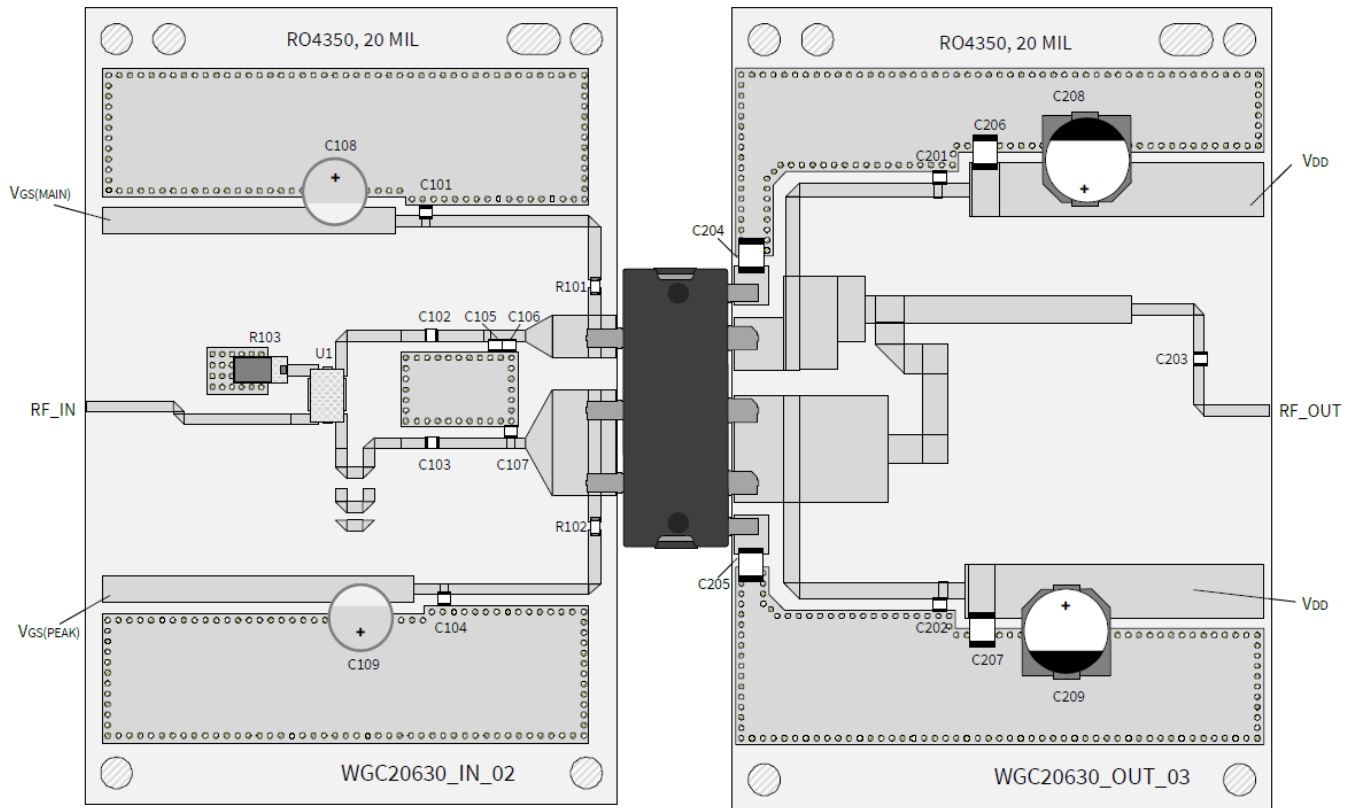 RO4350, 20 MIL
RO4350, 20 MIL
C108
C101
VGS(MAIN)
R101
C102
C105
C106
R103
U1
RF_IN
C103
C107
R102
C104
VGS(PEAK)
C109
WGC20630_IN_02
C208
C206
C201
VDD
C204
C203
RF_OUT
C205
C202
C207
VDD
C209
WGC20630_OUT_03
+
+
+
+